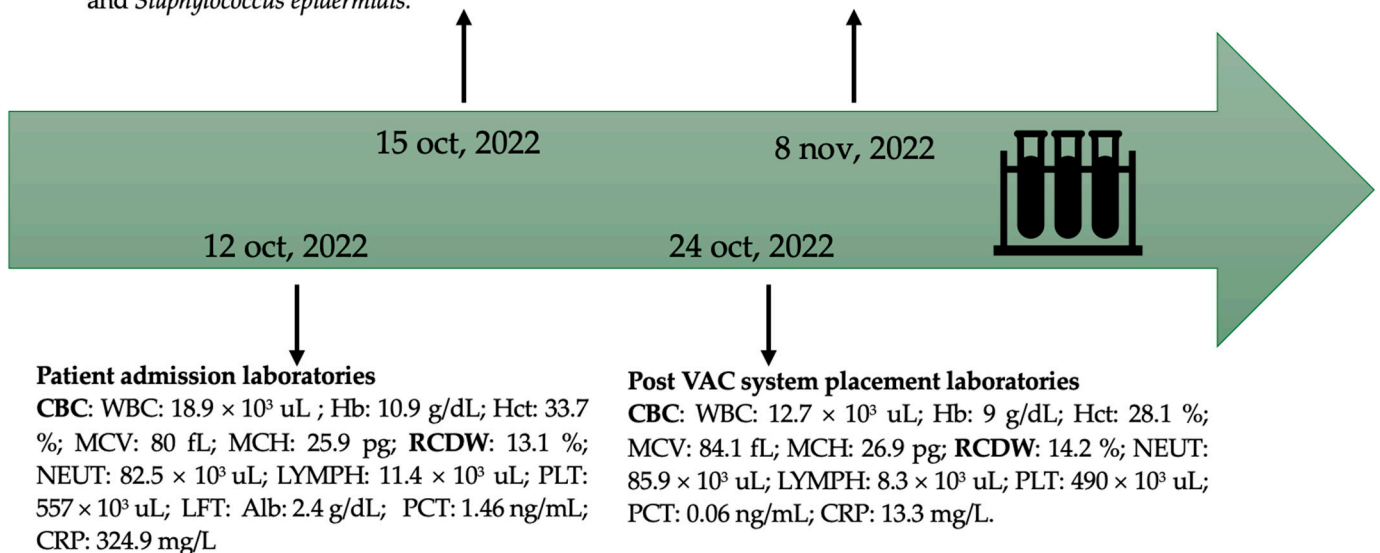 and Staphylococcus epidermidis.
15 oct, 2022
8 nov, 2022
12 oct, 2022
24 oct, 2022
Patient admission laboratories
CBC: WBC: 18.9 × 10³ uL ; Hb: 10.9 g/dL; Hct: 33.7
%; MCV: 80 fL; MCH: 25.9 pg; RCDW: 13.1 %;
NEUT: 82.5 × 10³ uL; LYMPH: 11.4 × 10³ uL; PLT:
557 × 10³ uL; LFT: Alb: 2.4 g/dL; PCT: 1.46 ng/mL;
CRP: 324.9 mg/L
Post VAC system placement laboratories
CBC: WBC: 12.7 × 10³ uL; Hb: 9 g/dL; Hct: 28.1 %;
MCV: 84.1 fL; MCH: 26.9 pg; RCDW: 14.2 %; NEUT:
85.9 × 10³ uL; LYMPH: 8.3 × 10³ uL; PLT: 490 × 10³ uL;
PCT: 0.06 ng/mL; CRP: 13.3 mg/L.